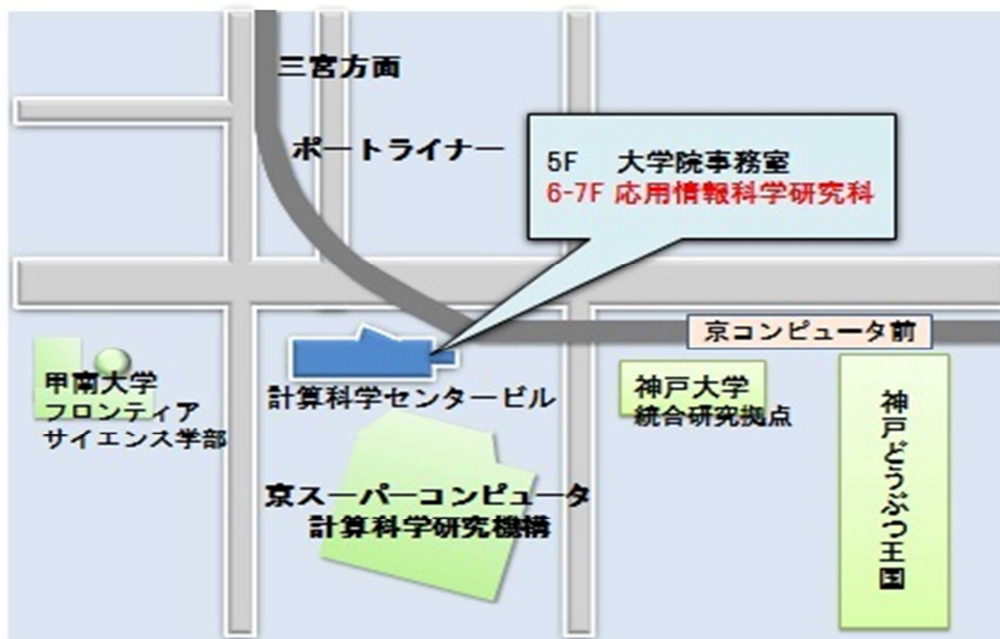 三宮方面
ポートライナー
5F 大学院事務室
6-7F 応用情報科学研究科
京コンピュータ前
甲南大学
フロンティア
サイエンス学部
計算科学センタービル
神戸大学
統合研究拠点
神戸どうぶつ王国
京スーパーコンピュータ
計算科学研究機構